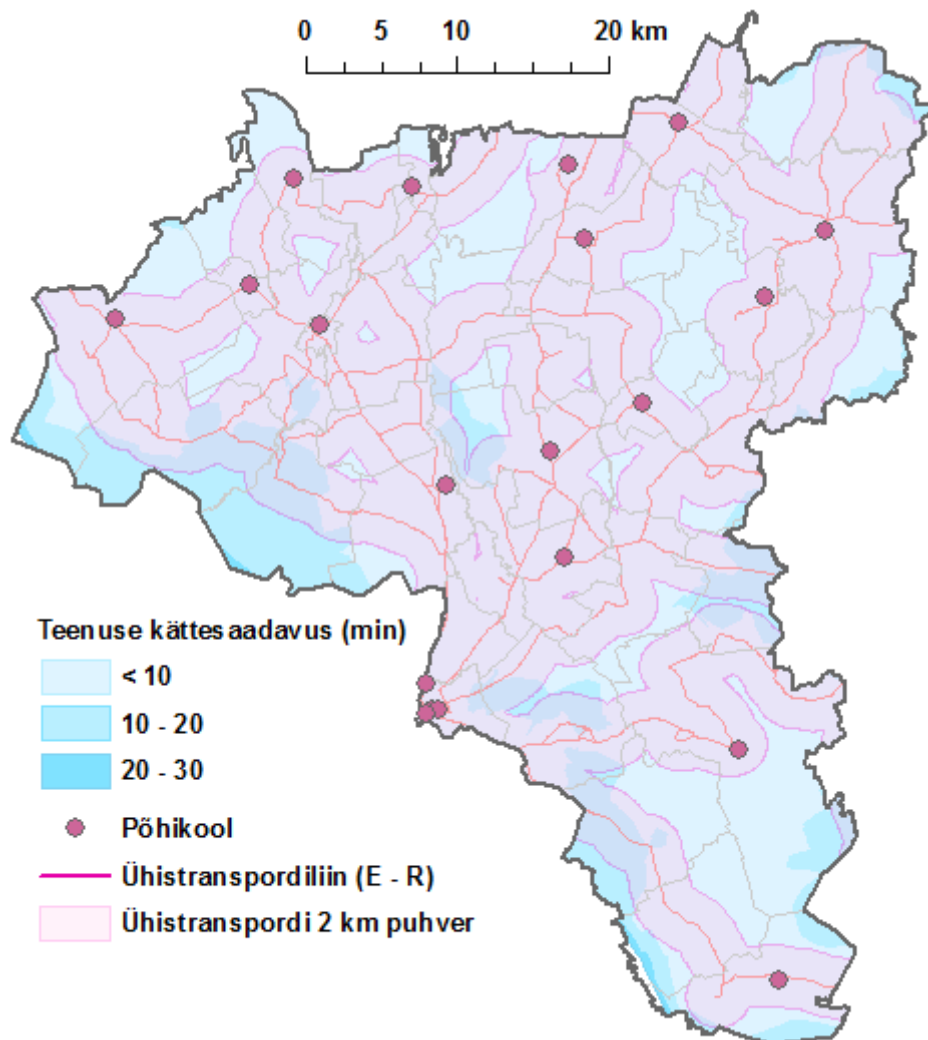 0 5 10 20 km
Teenuse kättesaadavus (min)
< 10
10 - 20
20 - 30
Põhikool
Ühistranspordiliin (E - R)
Ühistranspordi 2 km puhver